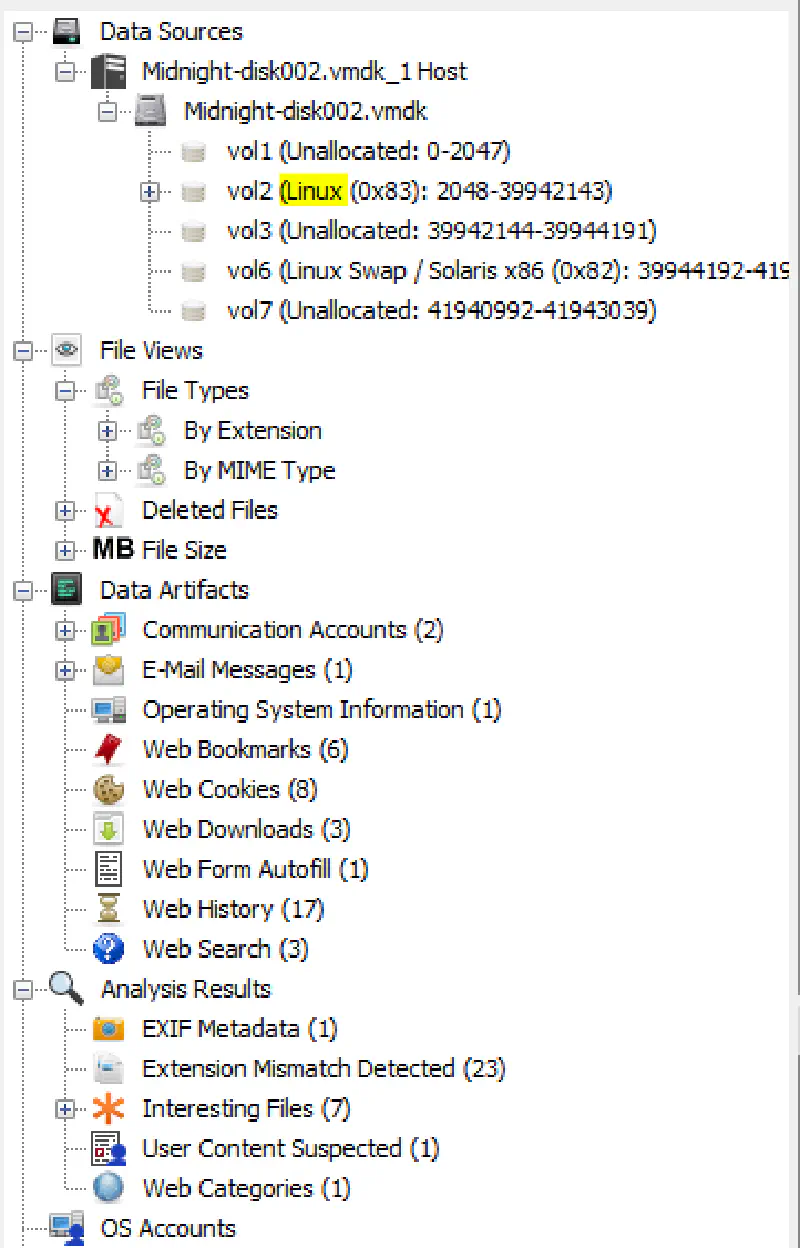 Data Sources
Midnight-disk002.vmdk_1 Host
Midnight-disk002.vmdk
vol1 (Unallocated: 0-2047)
vol2 (Linux (0x83): 2048-39942143)
vol3 (Unallocated: 39942144-39944191)
vol6 (Linux Swap / Solaris x86 (0x82): 39944192-419
vol7 (Unallocated: 41940992-41943039)
File Views
File Types
By Extension
By MIME Type
Deleted Files
MB File Size
Data Artifacts
Communication Accounts (2)
E-Mail Messages (1)
Operating System Information (1)
Web Bookmarks (6)
Web Cookies (8)
Web Downloads (3)
Web Form Autofill (1)
Web History (17)
Web Search (3)
Analysis Results
EXIF Metadata (1)
Extension Mismatch Detected (23)
Interesting Files (7)
User Content Suspected (1)
Web Categories (1)
OS Accounts